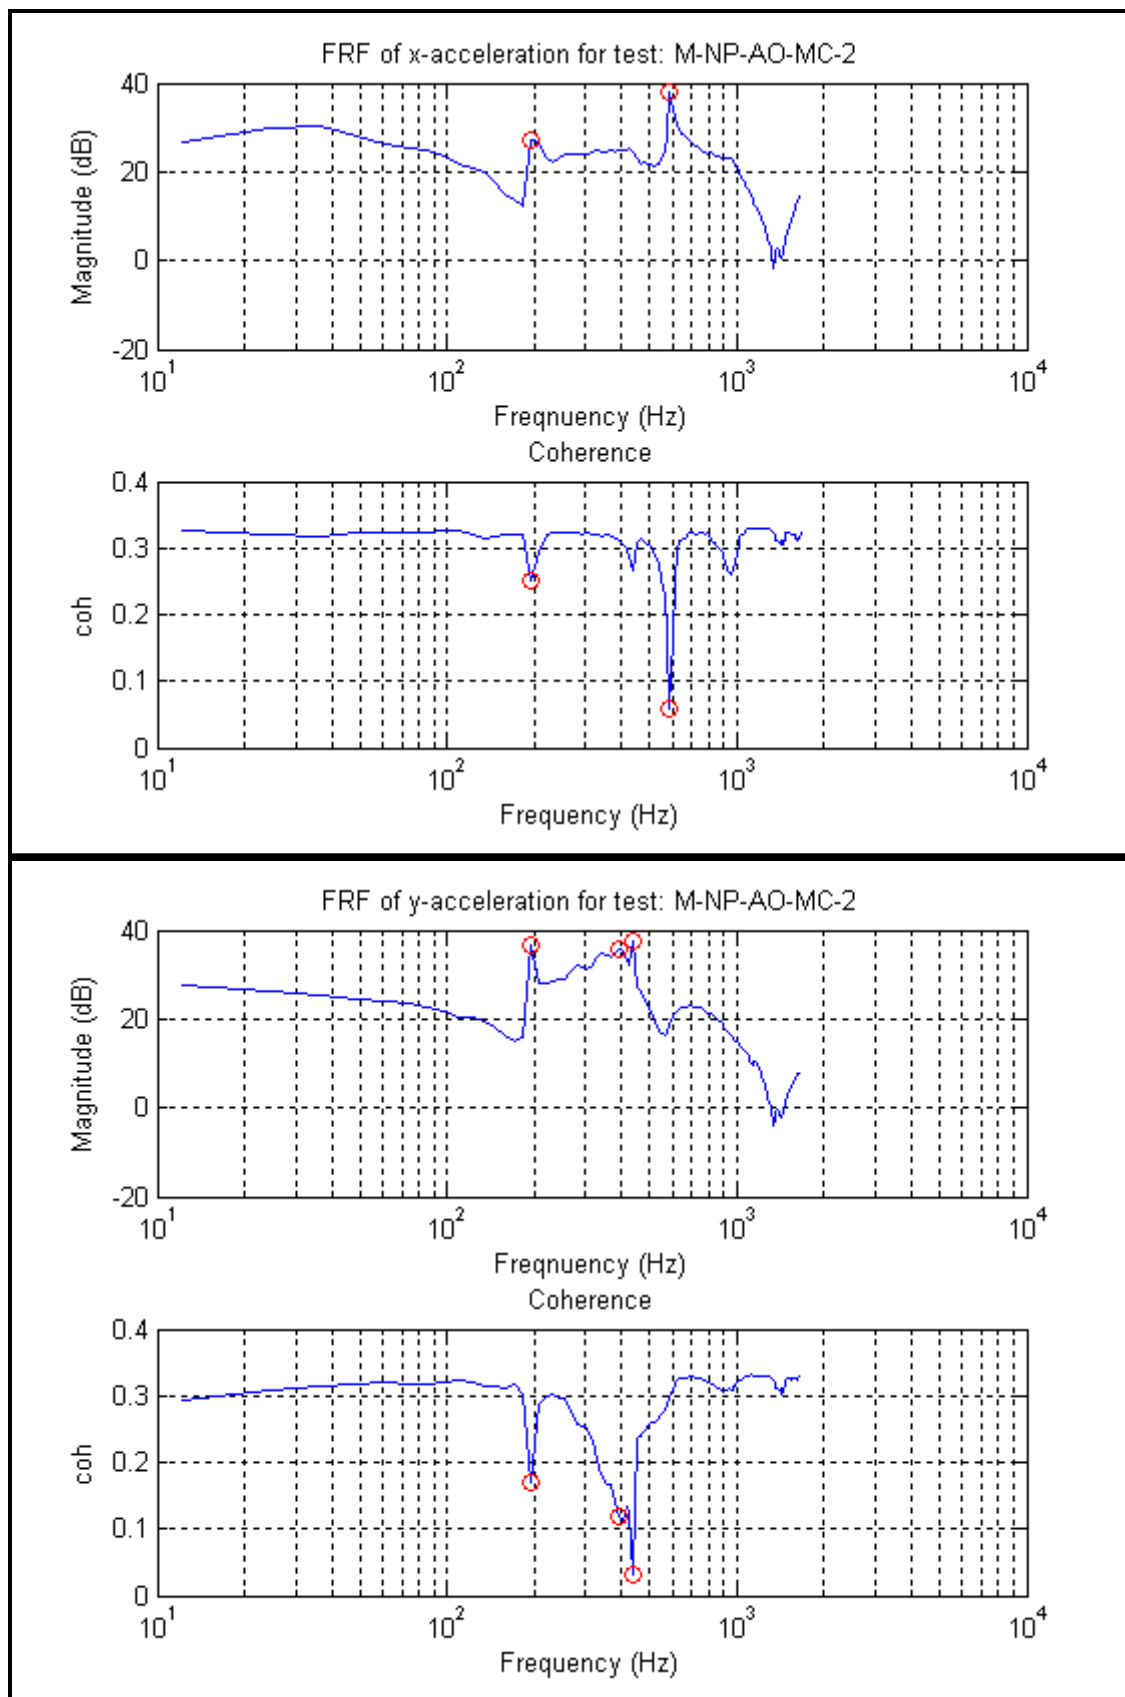 FRF of x-acceleration for test: M-NP-AO-MC-2
40
20
0
-20
Magnitude (dB)
10^1 10^2 10^3 10^4
Freqnuency (Hz)
Coherence
0.4
0.3
0.2
0.1
0
coh
10^1 10^2 10^3 10^4
Frequency (Hz)
FRF of y-acceleration for test: M-NP-AO-MC-2
40
20
0
-20
Magnitude (dB)
10^1 10^2 10^3 10^4
Freqnuency (Hz)
Coherence
0.4
0.3
0.2
0.1
0
coh
10^1 10^2 10^3 10^4
Frequency (Hz)